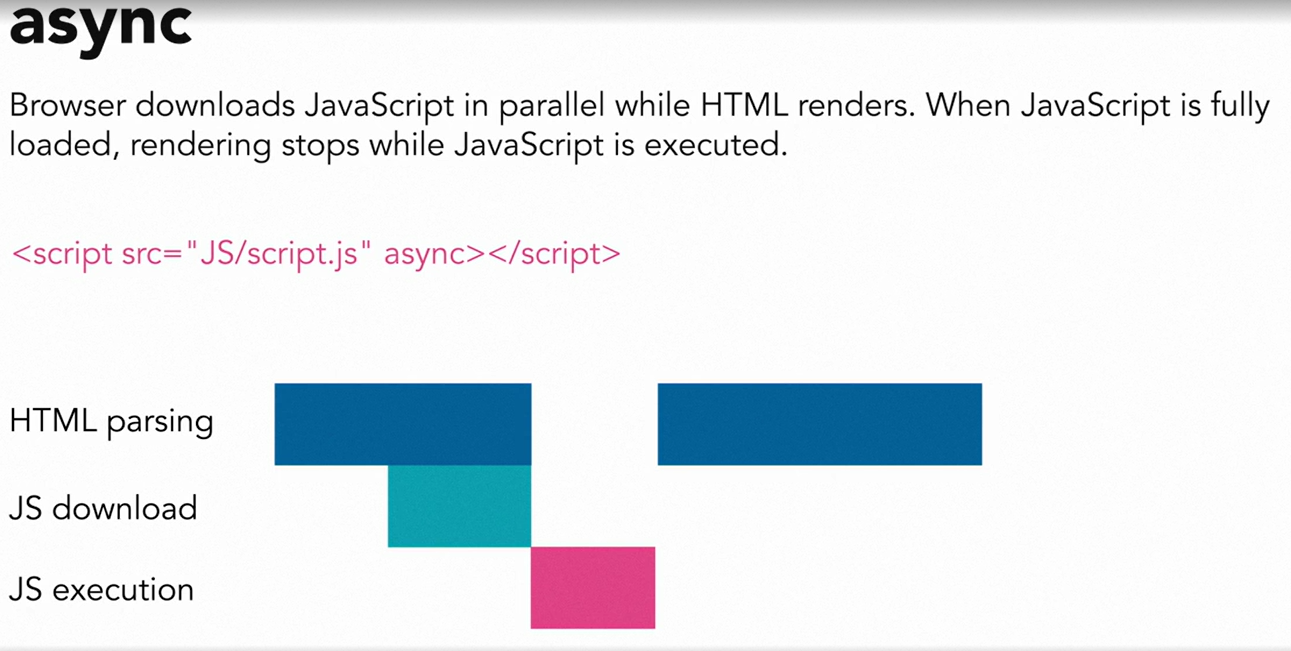 async
Browser downloads JavaScript in parallel while HTML renders. When JavaScript is fully
loaded, rendering stops while JavaScript is executed.
<script src="JS/script.js" async></script>
HTML parsing
JS download
JS execution